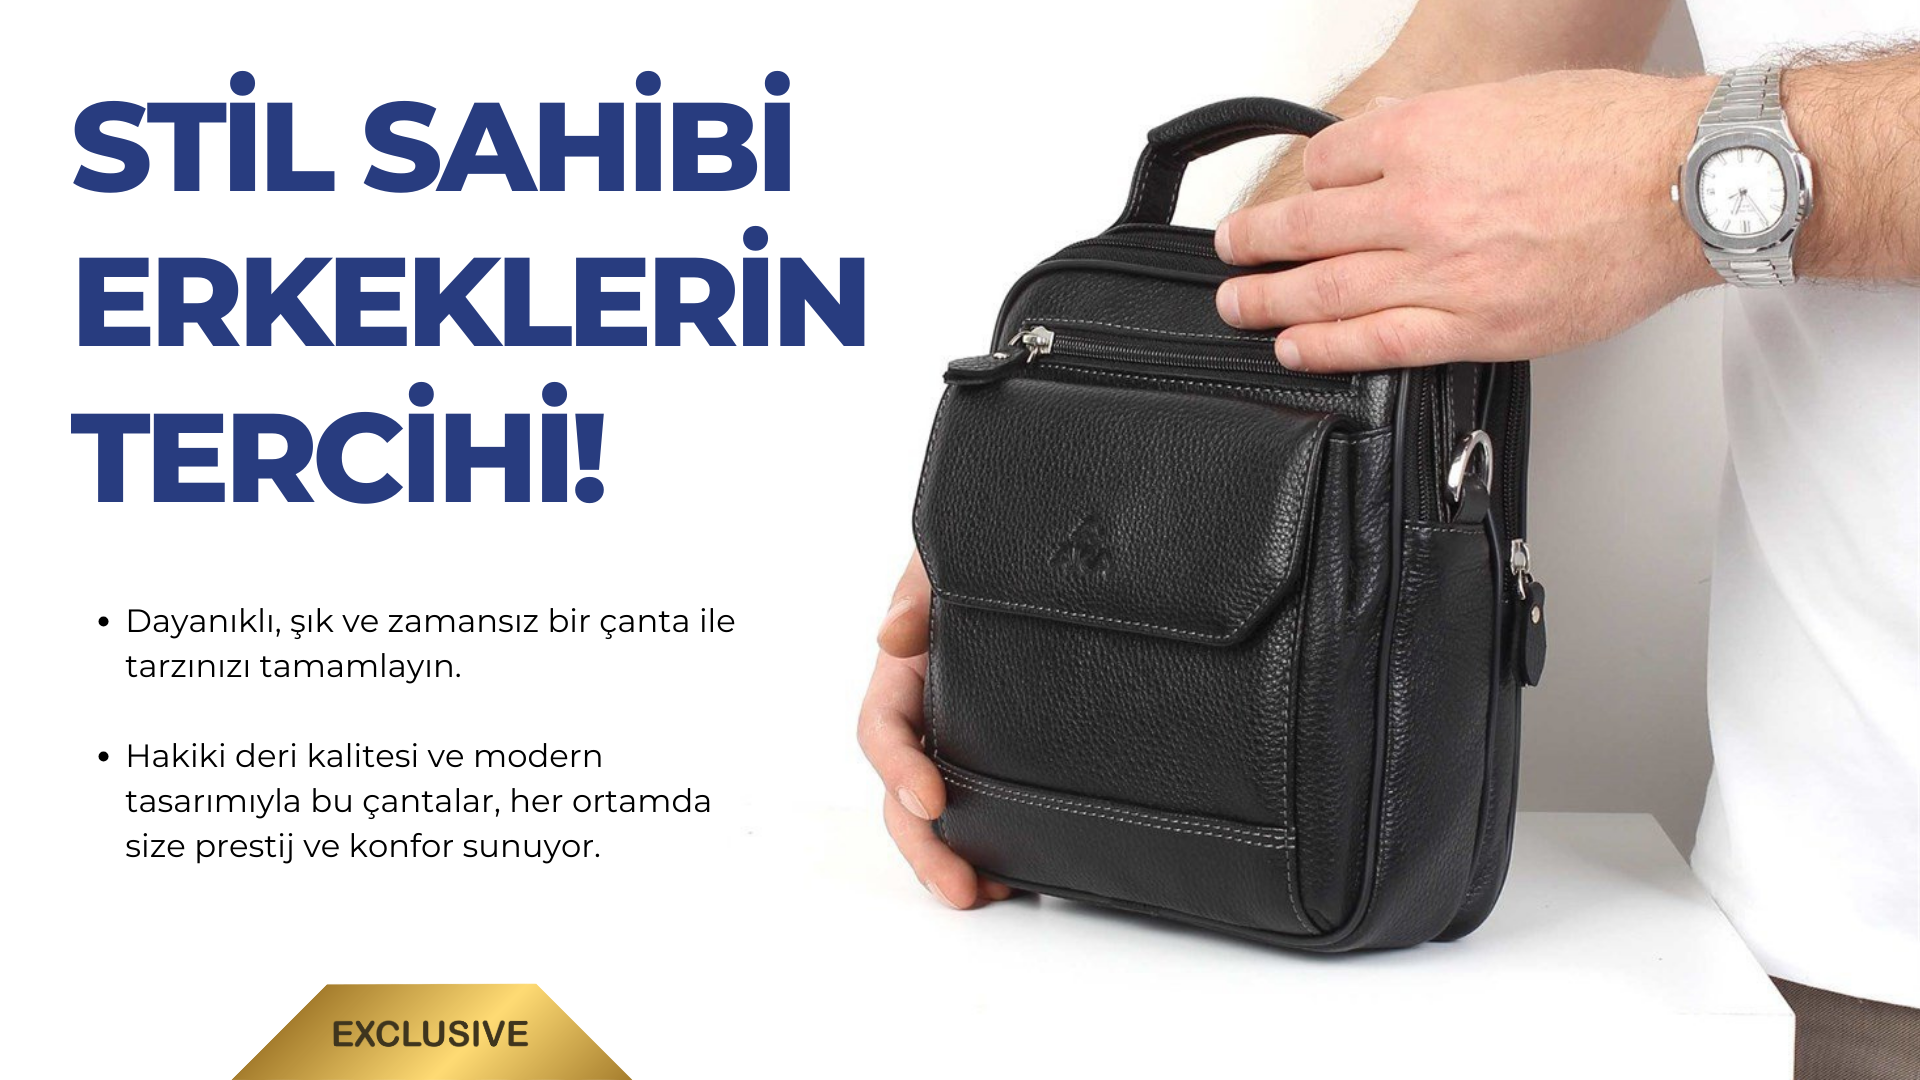 STİL SAHİBİ
ERKEKLERİN
TERCİHİ!
• Dayanıklı, şık ve zamansız bir çanta ile
tarzınızı tamamlayın.
• Hakiki deri kalitesi ve modern
tasarımıyla bu çantalar, her ortamda
size prestij ve konfor sunuyor.
EXCLUSIVE